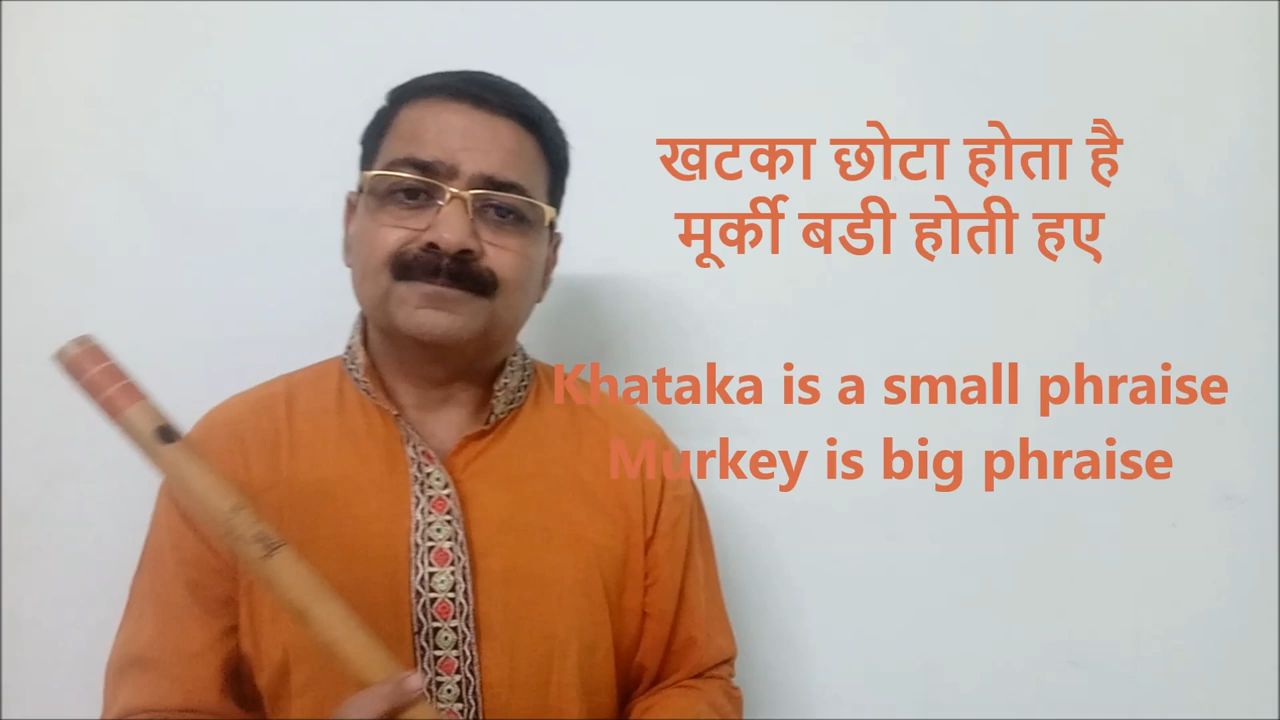 खटका छोटा होता है
मूर्की बडी होती हए
Khataka is a small phraise
Murkey is big phraise